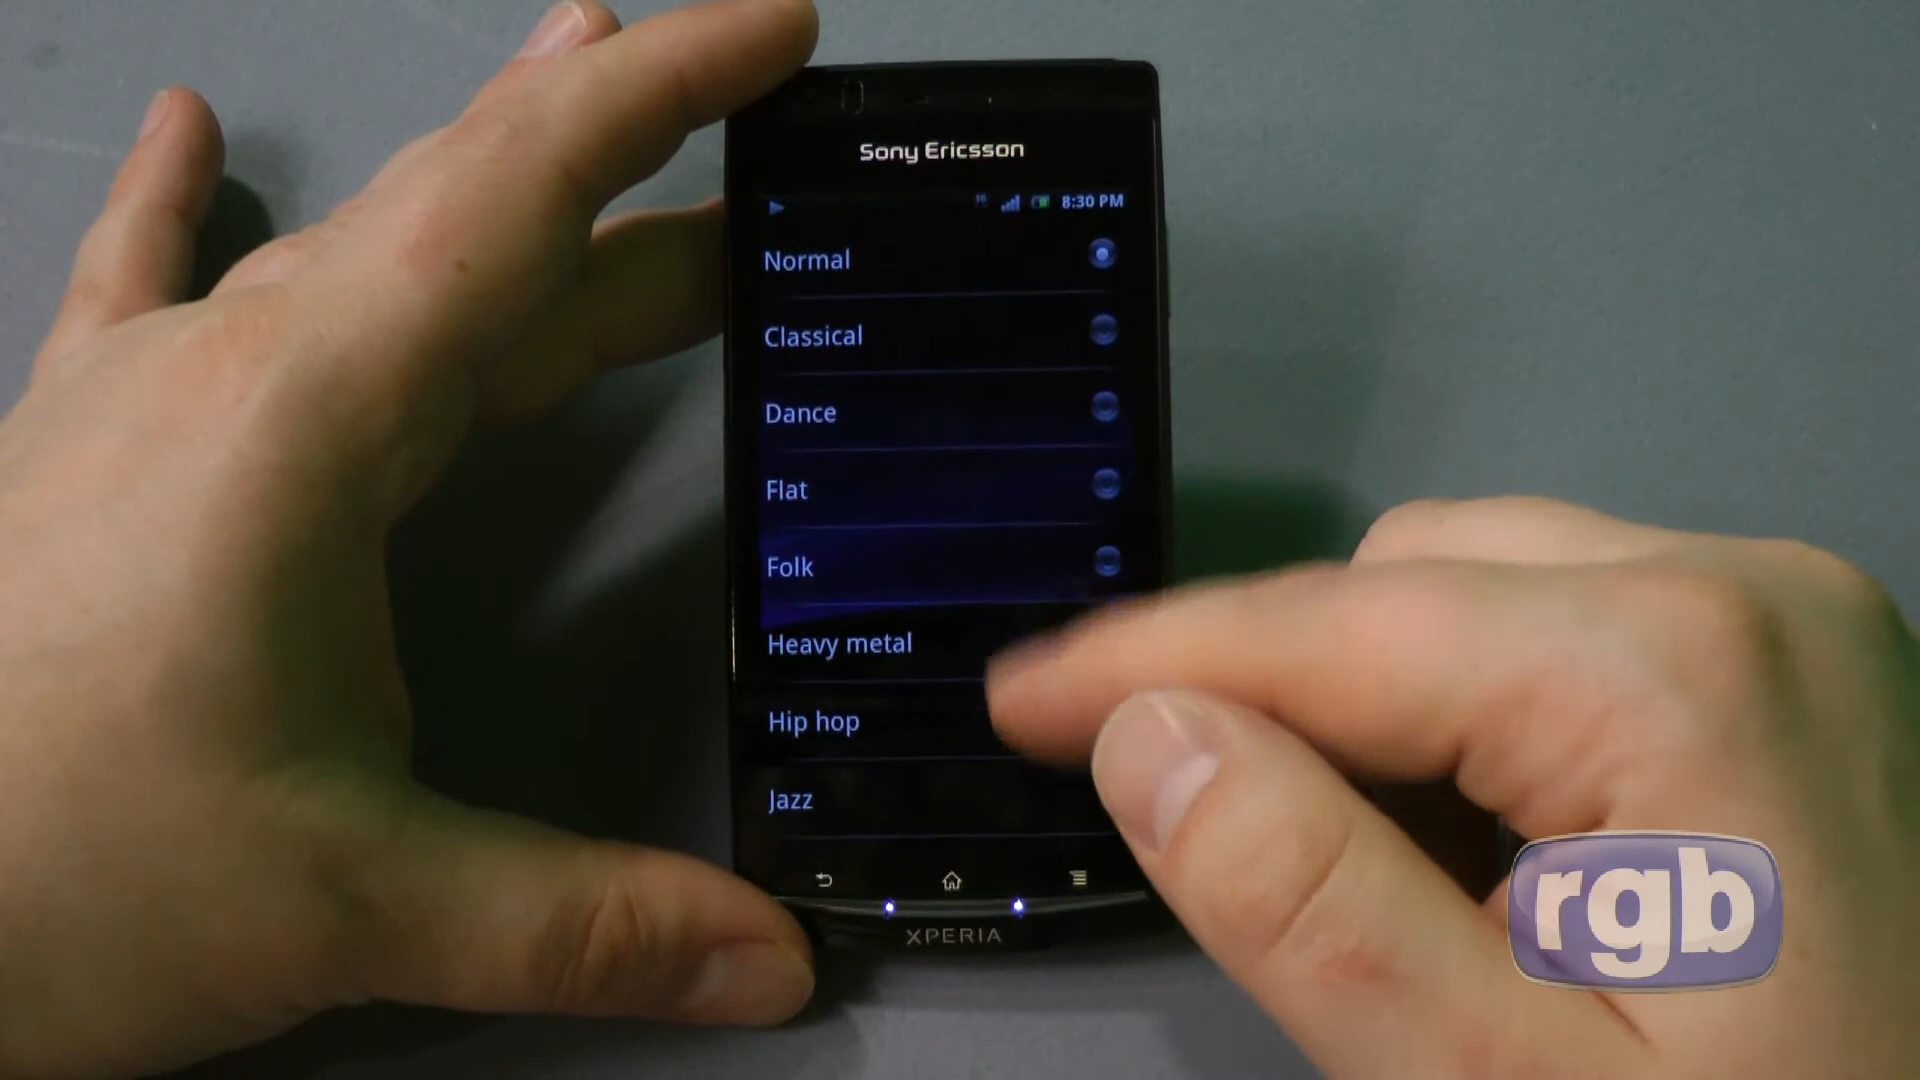 Sony Ericsson
8:30 PM
Normal
Classical
Dance
Flat
Folk
Heavy metal
Hip hop
Jazz
XPERIA
rgb